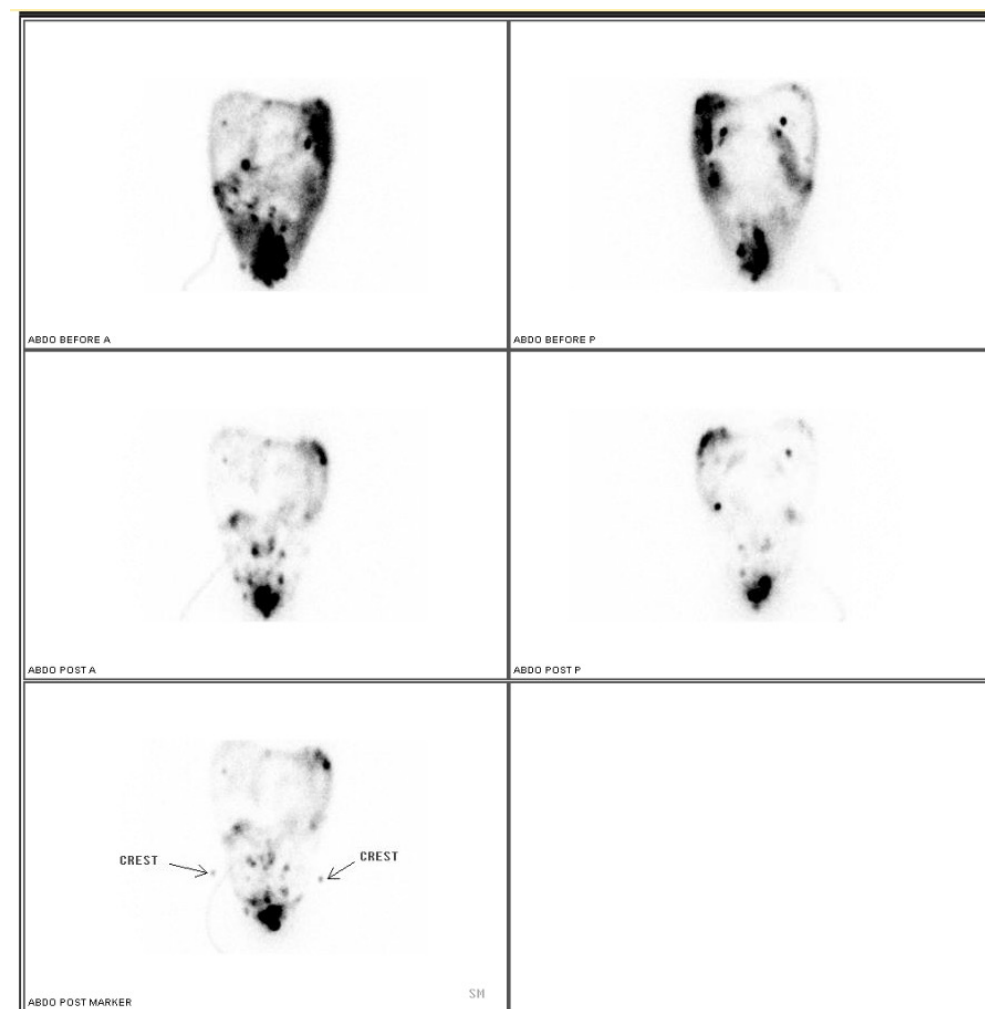 ABDO BEFORE A
ABDO BEFORE P
ABDO POST A
ABDO POST P
CREST
CREST
SM
ABDO POST MARKER